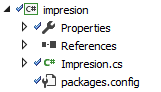 C# impresion
Properties
References
C# Impresion.cs
packages.config